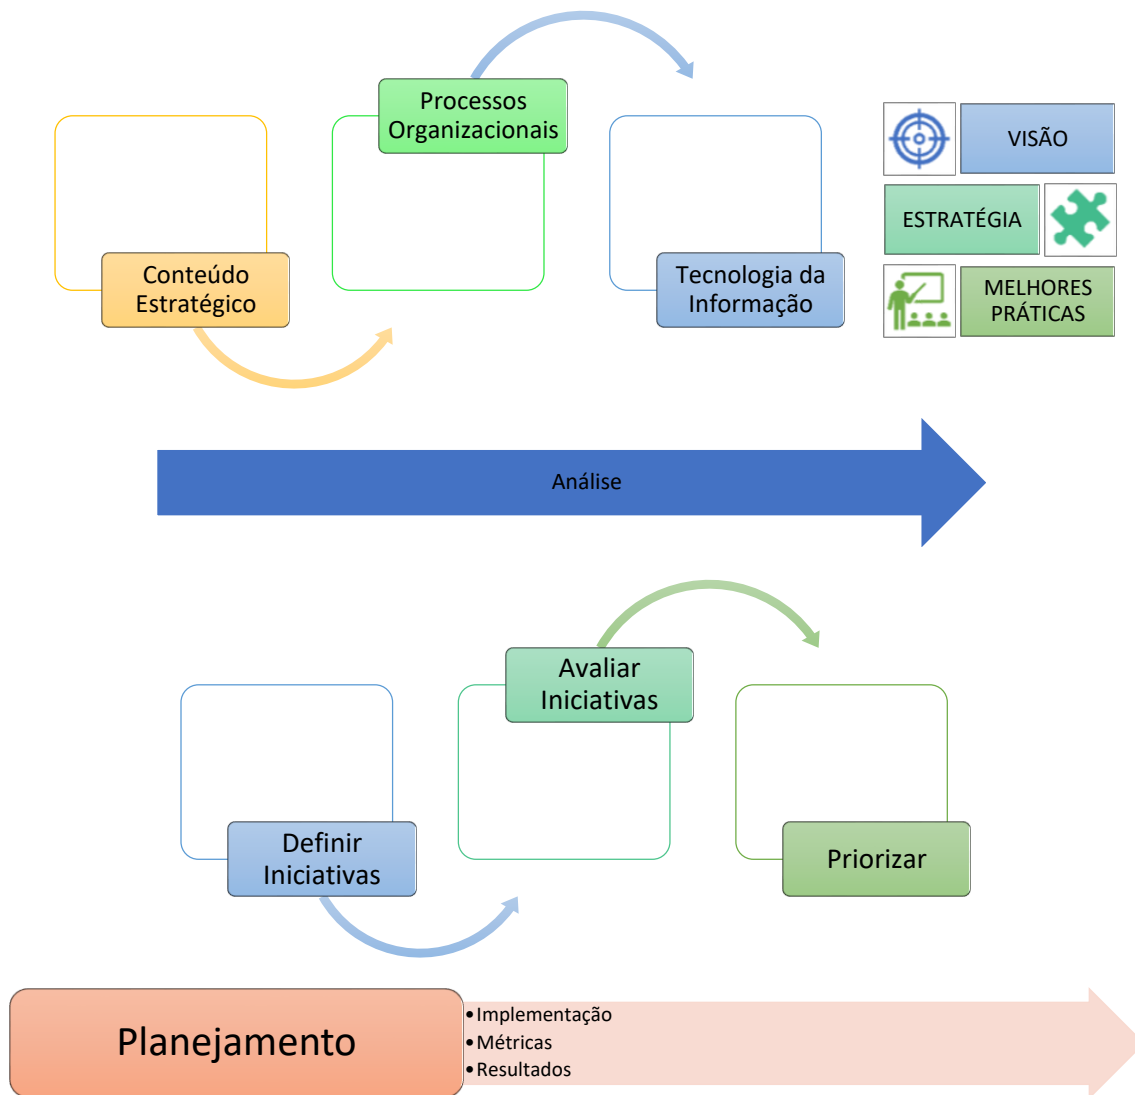 Processos
Organizacionais
Conteúdo
Estratégico
Tecnologia da
Informação
VISÃO
ESTRATÉGIA
MELHORES
PRÁTICAS
Análise
Avaliar
Iniciativas
Definir
Iniciativas
Priorizar
Planejamento
•Implementação
•Métricas
•Resultados